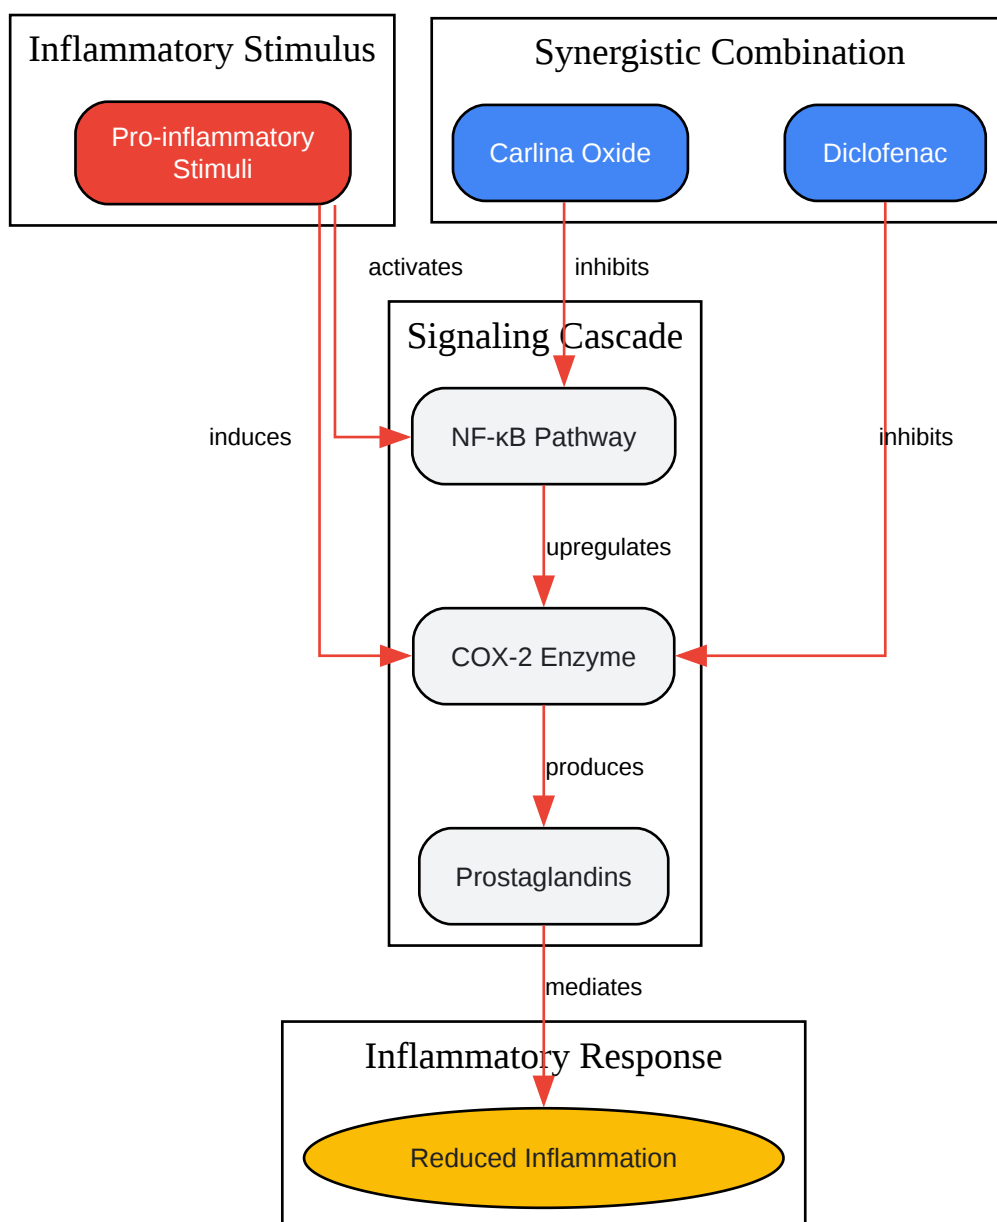 Inflammatory Stimulus
Synergistic Combination
Pro-inflammatory
Stimuli
Carlina Oxide
Diclofenac
activates
inhibits
Signaling Cascade
induces
NF-κB Pathway
inhibits
upregulates
COX-2 Enzyme
produces
Prostaglandins
mediates
Inflammatory Response
Reduced Inflammation